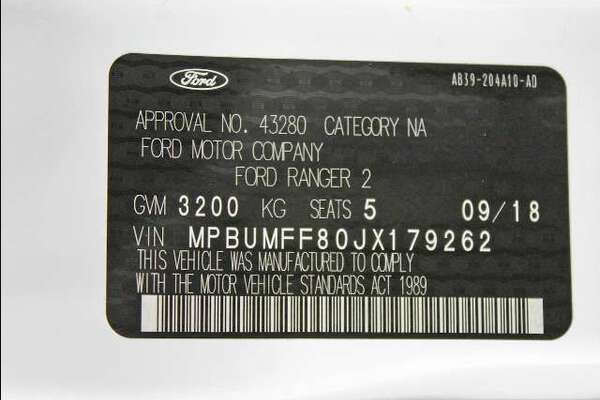 Ford
AB39-204A10-AD
APPROVAL NO. 43280 CATEGORY NA
FORD MOTOR COMPANY
FORD RANGER 2
GVM 3200 KG SEATS 5 09/18
VIN MPBUMFF80JX179262
THIS VEHICLE WAS MANUFACTURED TO COMPLY
WITH THE MOTOR VEHICLE STANDARDS ACT 1989